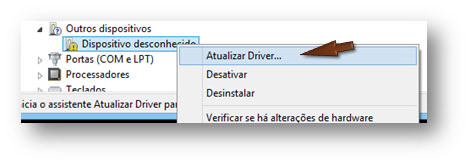 Outros dispositivos
Dispositivo desconhecido
Atualizar Driver...
Portas (COM e LPT)
Desativar
Processadores
Desinstalar
Teclados
icia o assistente Atualizar Driver par
Verificar se há alterações de hardware